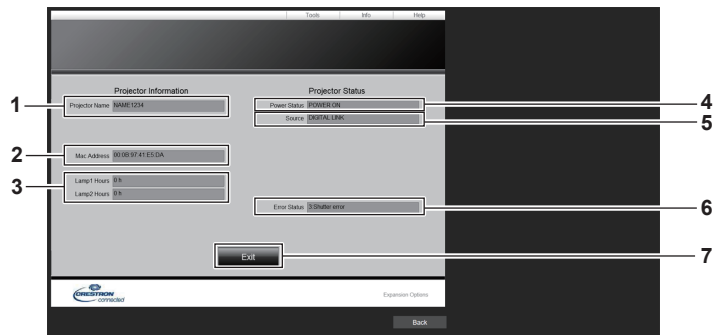 Tools Info Help
Projector Information Projector Status
1 Projector Name NAME1234 Power Status POWER ON 4
Source DIGITAL LINK 5
2 Mac Address 00:0B:97:41:E5:DA
3 Lamp1 Hours 0 h
Lamp2 Hours 0 h
Error Status 3:Shutter error 6
Exit 7
CRESTRON connected Expansion Options
Back